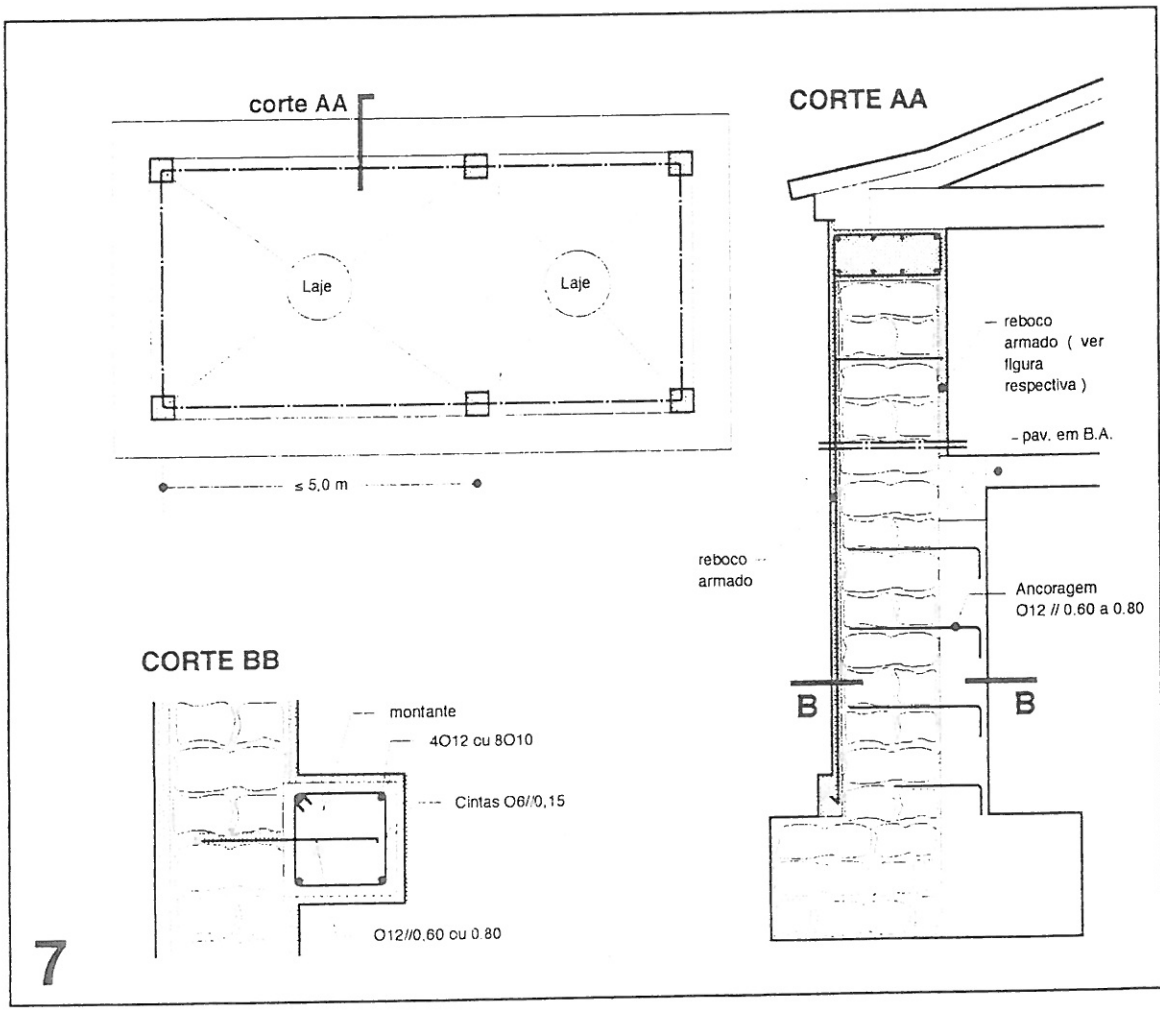 corte AA
Laje
Laje
≤ 5,0 m
CORTE AA
reboco
armado ( ver
figura
respectiva )
pav. em B.A.
reboco
armado
Ancoragem
O12 // 0.60 a 0.80
B
B
CORTE BB
montante
4O12 cu 8O10
Cintas O6//0,15
O12//0,60 cu 0.80
7